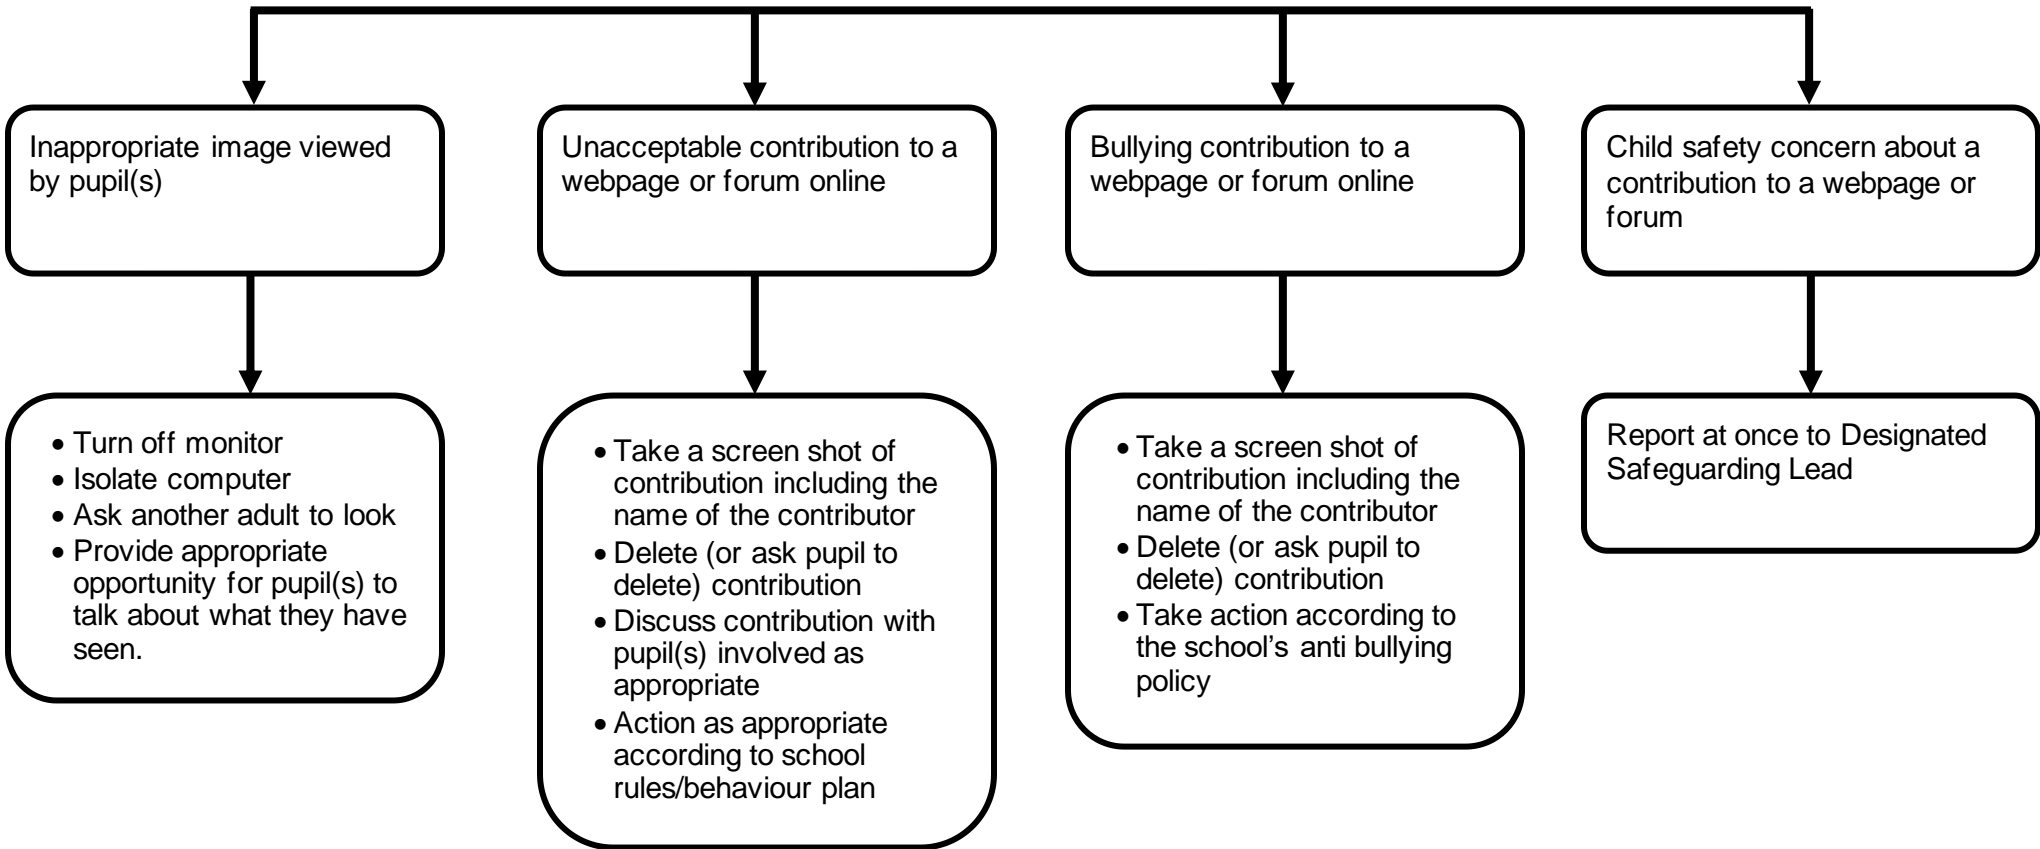 Inappropriate image viewed
by pupil(s)
Unacceptable contribution to a
webpage or forum online
Bullying contribution to a
webpage or forum online
Child safety concern about a
contribution to a webpage or
forum
• Turn off monitor
• Isolate computer
• Ask another adult to look
• Provide appropriate
opportunity for pupil(s) to
talk about what they have
seen.
• Take a screen shot of
contribution including the
name of the contributor
• Delete (or ask pupil to
delete) contribution
• Discuss contribution with
pupil(s) involved as
appropriate
• Action as appropriate
according to school
rules/behaviour plan
• Take a screen shot of
contribution including the
name of the contributor
• Delete (or ask pupil to
delete) contribution
• Take action according to
the school’s anti bullying
policy
Report at once to Designated
Safeguarding Lead